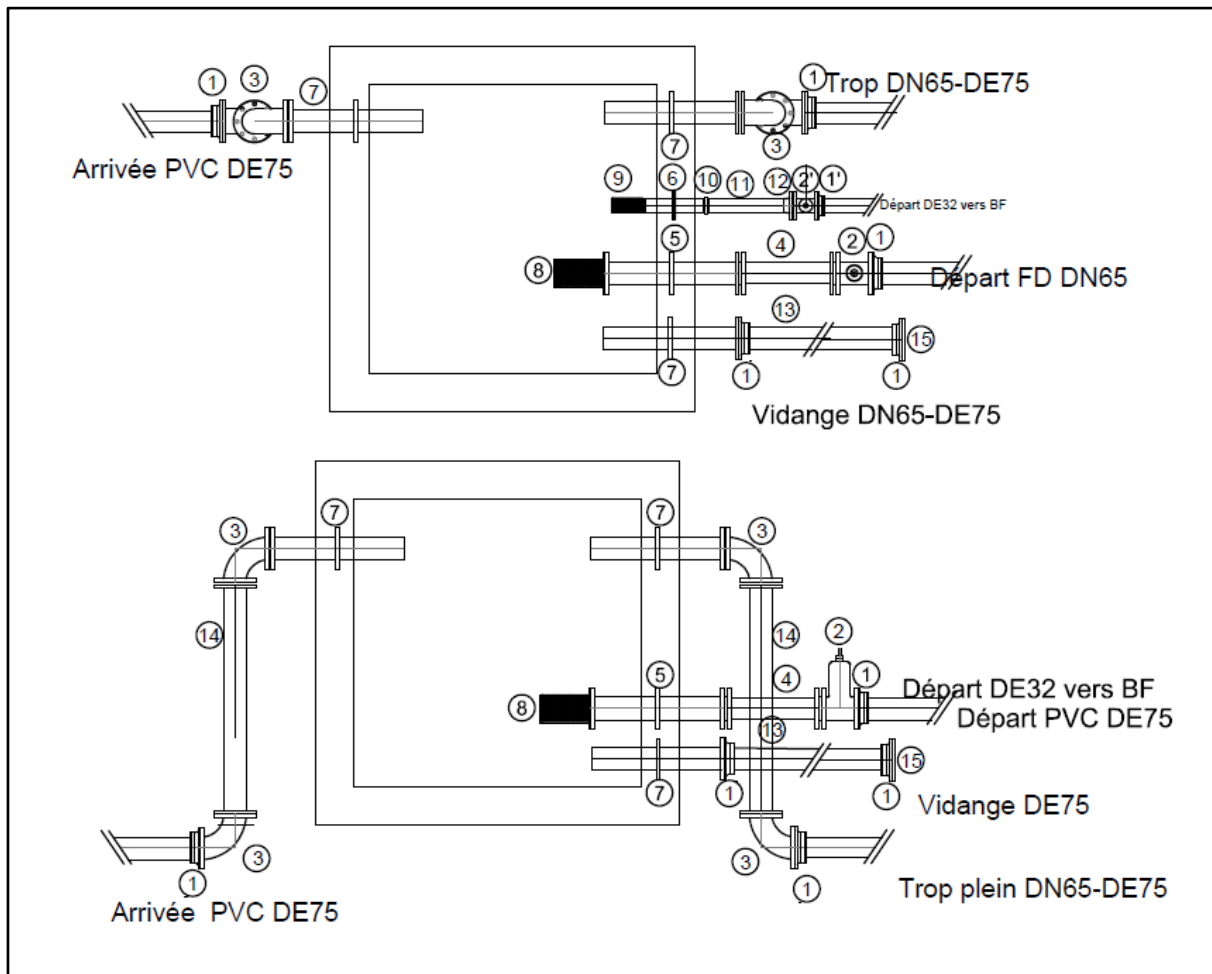 1 3 7 1 Trop DN65-DE75
Arrivée PVC DE75
7 3
9 6 10 11 12 2' 1'
Départ DE32 vers BF
5 4 2 1
8 Départ FD DN65
13
15
7 1 1
Vidange DN65-DE75
7 7
3 3
14 14 2
5 4 1
8 Départ DE32 vers BF
Départ PVC DE75
13
15
7 1 1
Vidange DE75
3 3
1 1
Trop plein DN65-DE75
Arrivée PVC DE75